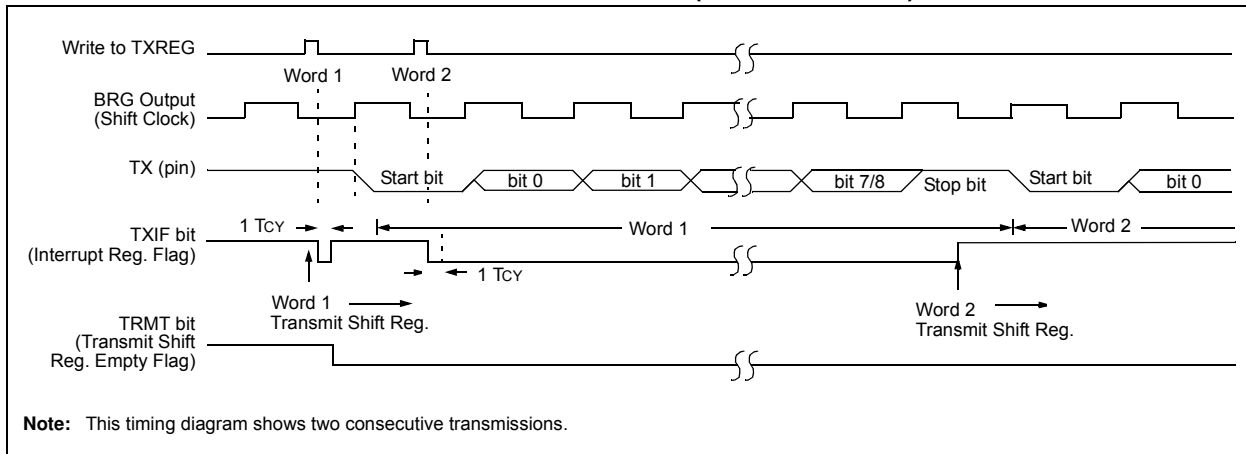 Write to TXREG
Word 1
Word 2
BRG Output
(Shift Clock)
TX (pin)
Start bit
bit 0
bit 1
bit 7/8
Stop bit
Start bit
bit 0
1 TCY
TXIF bit
(Interrupt Reg. Flag)
Word 1
Word 2
1 TCY
Word 1
Transmit Shift Reg.
Word 2
Transmit Shift Reg.
TRMT bit
(Transmit Shift
Reg. Empty Flag)
Note: This timing diagram shows two consecutive transmissions.